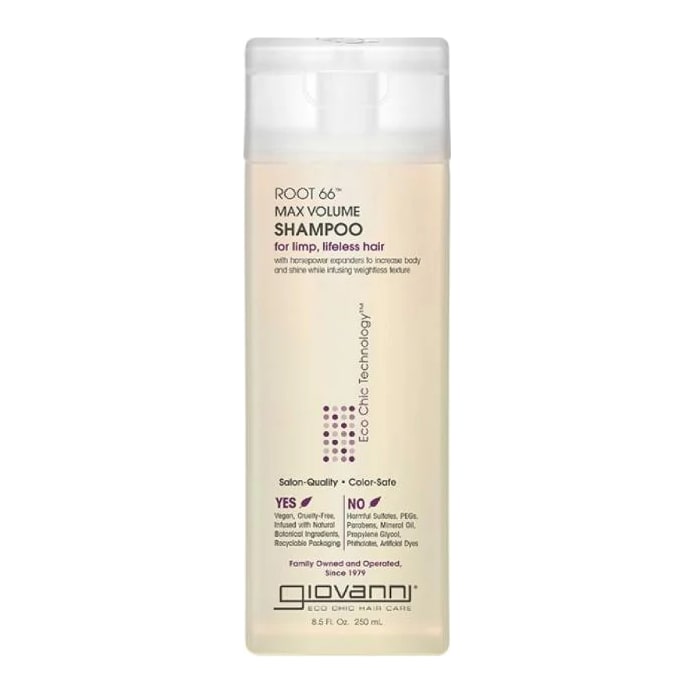 ROOT 66™
MAX VOLUME
SHAMPOO
for limp, lifeless hair
with horsepower expanders to increase body
and shine while infusing weightless texture
Eco Chic Technology™
Salon-Quality • Color-Safe
YES
Vegan, Cruelty-Free,
Infused with Natural
Botanical Ingredients,
Recyclable Packaging
NO
Harmful Sulfates, PEGs,
Parabens, Mineral Oil,
Propylene Glycol,
Phthalates, Artificial Dyes
Family Owned and Operated,
Since 1979
giovanni
ECO CHIC HAIR CARE
8.5 Fl. Oz. 250 mL